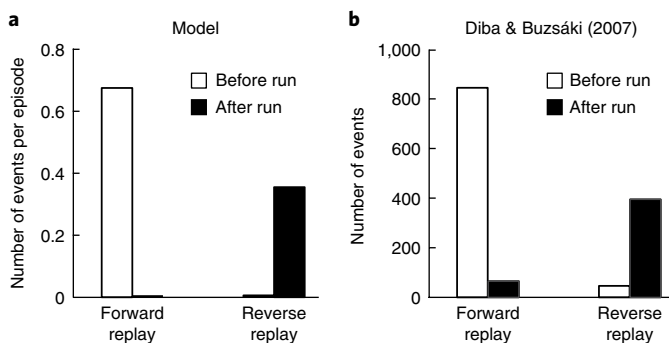 a
Model
Number of events per episode
0.8
0.6
0.4
0.2
0
Before run
After run
Forward
replay
Reverse
replay
b
Diba & Buzsáki (2007)
Number of events
1,000
800
600
400
200
0
Before run
After run
Forward
replay
Reverse
replay